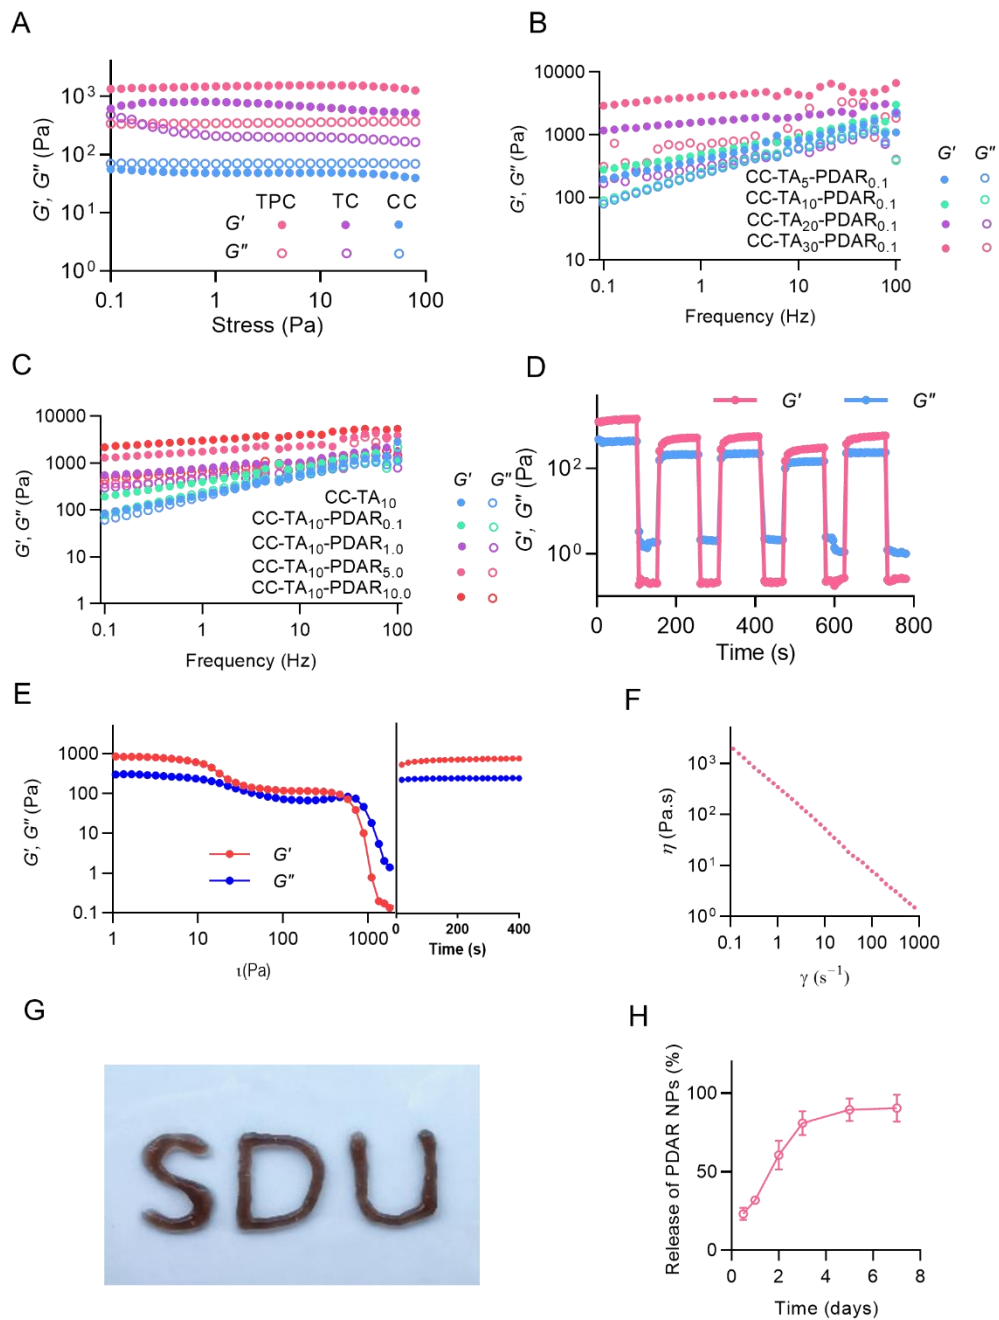 A
G', G'' (Pa)
10³
10²
10¹
10⁰
TPC TC CC
G'
G''
0.1 1 10 100
Stress (Pa)
B
G', G'' (Pa)
10000
1000
100
10
G' G''
CC-TA₅-PDAR₀.₁
CC-TA₁₀-PDAR₀.₁
CC-TA₂₀-PDAR₀.₁
CC-TA₃₀-PDAR₀.₁
0.1 1 10 100
Frequency (Hz)
C
G', G'' (Pa)
10000
1000
100
10
1
G' G''
CC-TA₁₀
CC-TA₁₀-PDAR₀.₁
CC-TA₁₀-PDAR₁.₀
CC-TA₁₀-PDAR₅.₀
CC-TA₁₀-PDAR₁₀.₀
0.1 1 10 100
Frequency (Hz)
D
G' G''
G', G'' (Pa)
10²
10⁰
0 200 400 600 800
Time (s)
E
G', G'' (Pa)
1000
100
10
1
0.1
G'
G''
1 10 100 1000
ι(Pa)
0 200 400
Time (s)
F
η (Pa.s)
10³
10²
10¹
10⁰
0.1 1 10 100 1000
γ (s⁻¹)
G
SDU
H
Release of PDAR NPs (%)
100
50
0
0 2 4 6 8
Time (days)